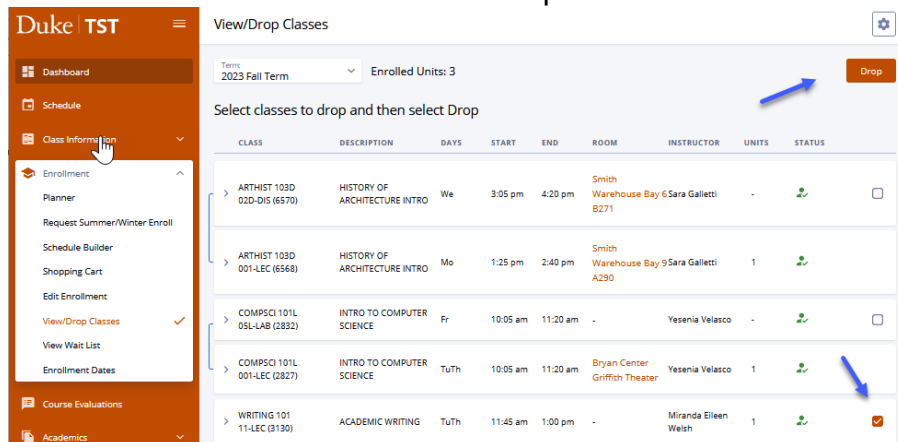 Duke TST
View/Drop Classes
Dashboard
Schedule
Class Information
Enrollment
Planner
Request Summer/Winter Enroll
Schedule Builder
Shopping Cart
Edit Enrollment
View/Drop Classes
View Wait List
Enrollment Dates
Course Evaluations
Academics
Term:
2023 Fall Term
Enrolled Units: 3
Drop
Select classes to drop and then select Drop
CLASS DESCRIPTION DAYS START END ROOM INSTRUCTOR UNITS STATUS
Smith
ARTHIST 103D HISTORY OF We 3:05 pm 4:20 pm Warehouse Bay 6 Sara Galletti -
02D-DIS (6570) ARCHITECTURE INTRO B271
Smith
ARTHIST 103D HISTORY OF Mo 1:25 pm 2:40 pm Warehouse Bay 9 Sara Galletti 1
001-LEC (6568) ARCHITECTURE INTRO A290
COMPSCI 101L INTRO TO COMPUTER Fr 10:05 am 11:20 am - Yesenia Velasco -
05L-LAB (2832) SCIENCE
COMPSCI 101L INTRO TO COMPUTER TuTh 10:05 am 11:20 am Bryan Center Yesenia Velasco 1
001-LEC (2827) SCIENCE Griffith Theater
WRITING 101 ACADEMIC WRITING TuTh 11:45 am 1:00 pm - Miranda Eileen 1
11-LEC (3130) Welsh